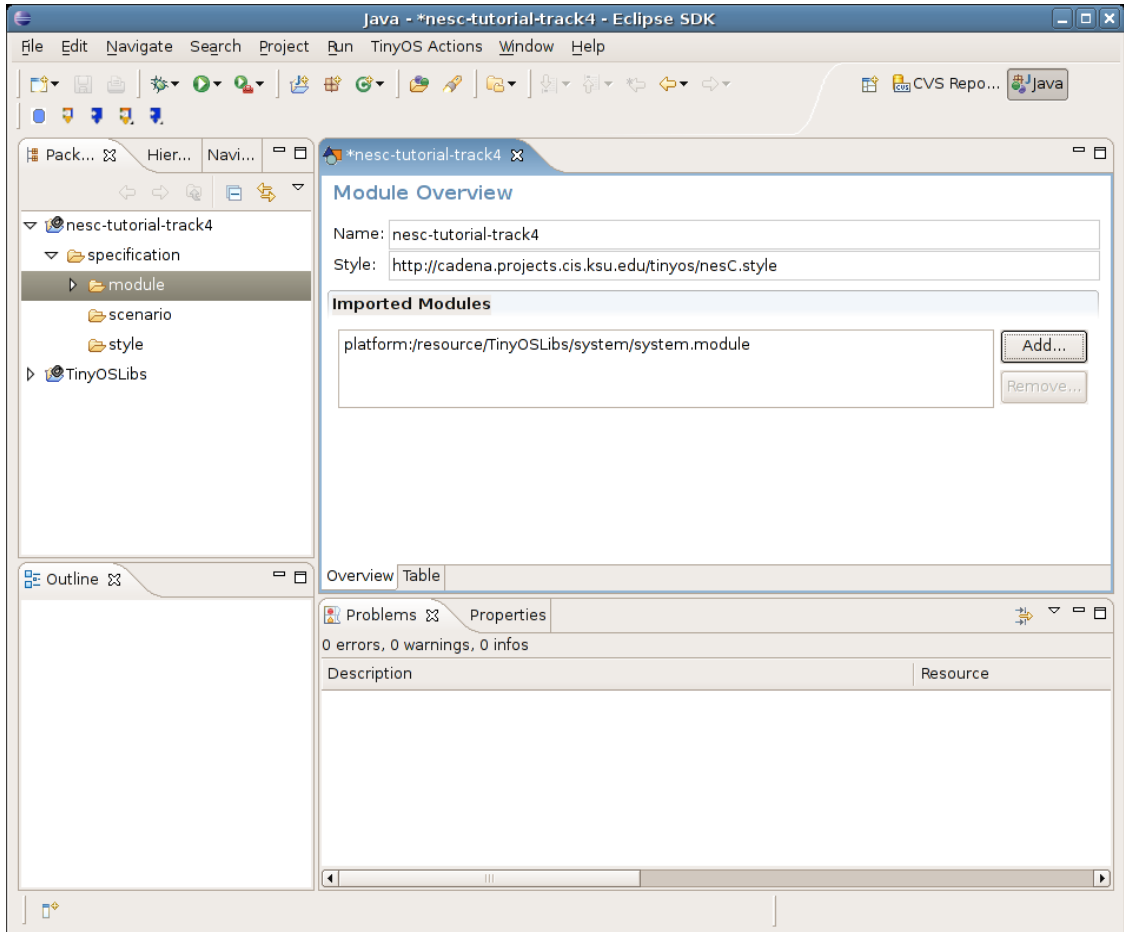 Java - *nesc-tutorial-track4 - Eclipse SDK
File Edit Navigate Search Project Run TinyOS Actions Window Help
CVS Repo... Java
Pack... Hier... Navi...
*nesc-tutorial-track4
Module Overview
Name: nesc-tutorial-track4
Style: http://cadena.projects.cis.ksu.edu/tinyos/nesC.style
Imported Modules
platform:/resource/TinyOSLibs/system/system.module
Add...
Remove...
nesc-tutorial-track4
specification
module
scenario
style
TinyOSLibs
Overview Table
Outline
Problems Properties
0 errors, 0 warnings, 0 infos
Description Resource